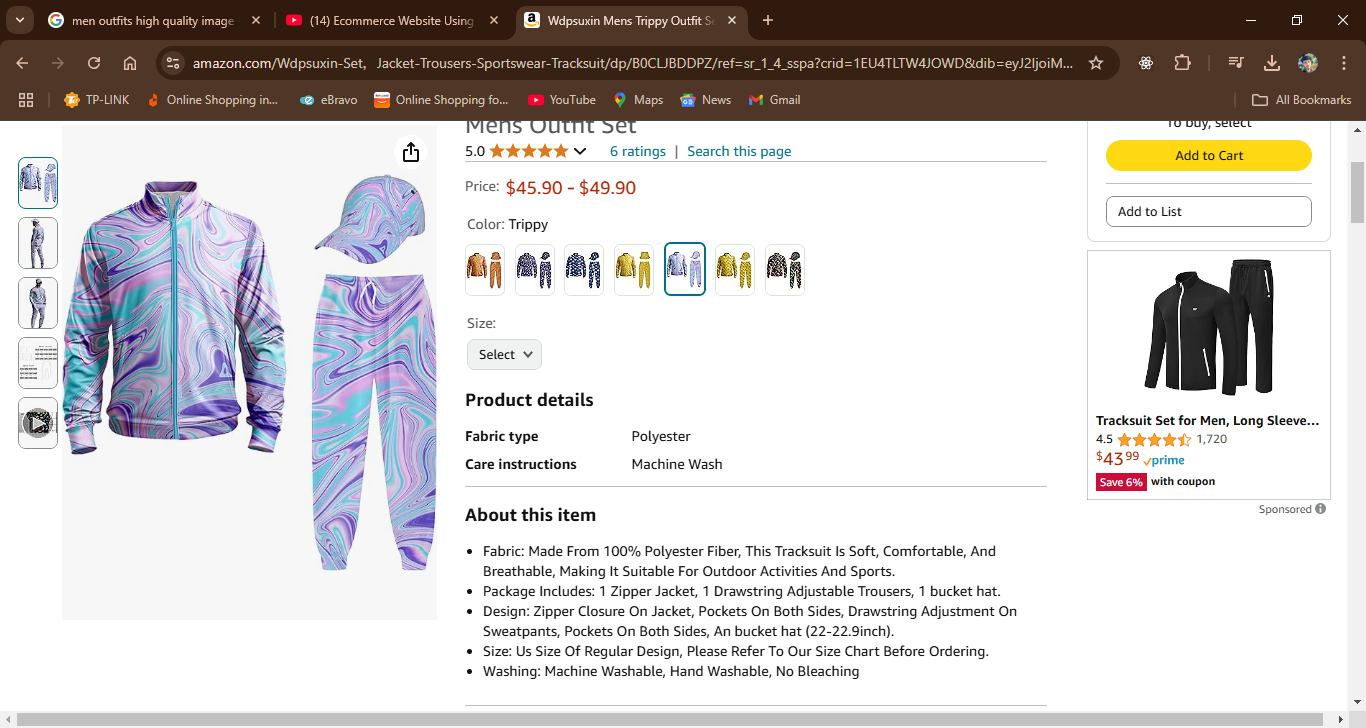 men outfits high quality image
(14) Ecommerce Website Using
Wdpsuxin Mens Trippy Outfit Se
amazon.com/Wdpsuxin-Set, Jacket-Trousers-Sportswear-Tracksuit/dp/B0CLJBDDPZ/ref=sr_1_4_sspa?crid=1EU4TLTW4JOWD&dib=eyJ2IjoiM...
TP-LINK
Online Shopping in...
eBravo
Online Shopping fo...
YouTube
Maps
News
Gmail
All Bookmarks
Mens Outfit Set
5.0
6 ratings | Search this page
Price: $45.90 - $49.90
Color: Trippy
Size:
Select
Product details
Fabric type Polyester
Care instructions Machine Wash
About this item
• Fabric: Made From 100% Polyester Fiber, This Tracksuit Is Soft, Comfortable, And
Breathable, Making It Suitable For Outdoor Activities And Sports.
• Package Includes: 1 Zipper Jacket, 1 Drawstring Adjustable Trousers, 1 bucket hat.
• Design: Zipper Closure On Jacket, Pockets On Both Sides, Drawstring Adjustment On
Sweatpants, Pockets On Both Sides, An bucket hat (22-22.9inch).
• Size: Us Size Of Regular Design, Please Refer To Our Size Chart Before Ordering.
• Washing: Machine Washable, Hand Washable, No Bleaching
To buy, select
Add to Cart
Add to List
Tracksuit Set for Men, Long Sleeve...
4.5 1,720
$43 99 prime
Save 6% with coupon
Sponsored